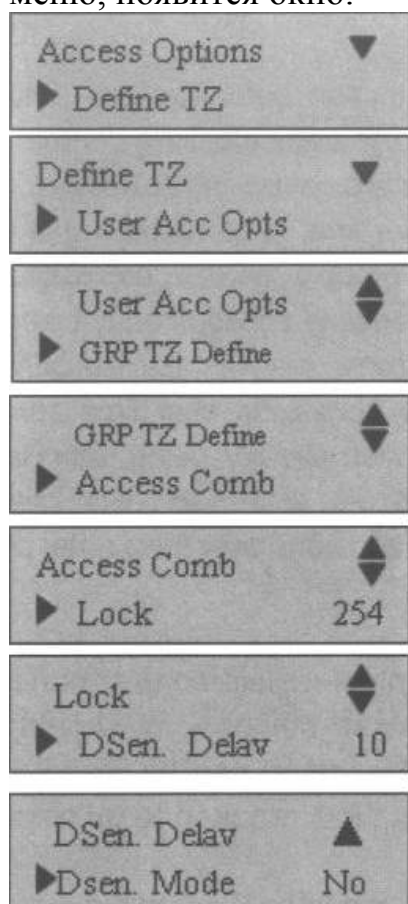 меню, появится окно:
Access Options ▼
▶ Define TZ
Define TZ ▼
▶ User Acc Opts
User Acc Opts
▶ GRP TZ Define
GRP TZ Define
▶ Access Comb
Access Comb
▶ Lock 254
Lock
▶ DSen. Delav 10
DSen. Delav ▲
▶Dsen. Mode No